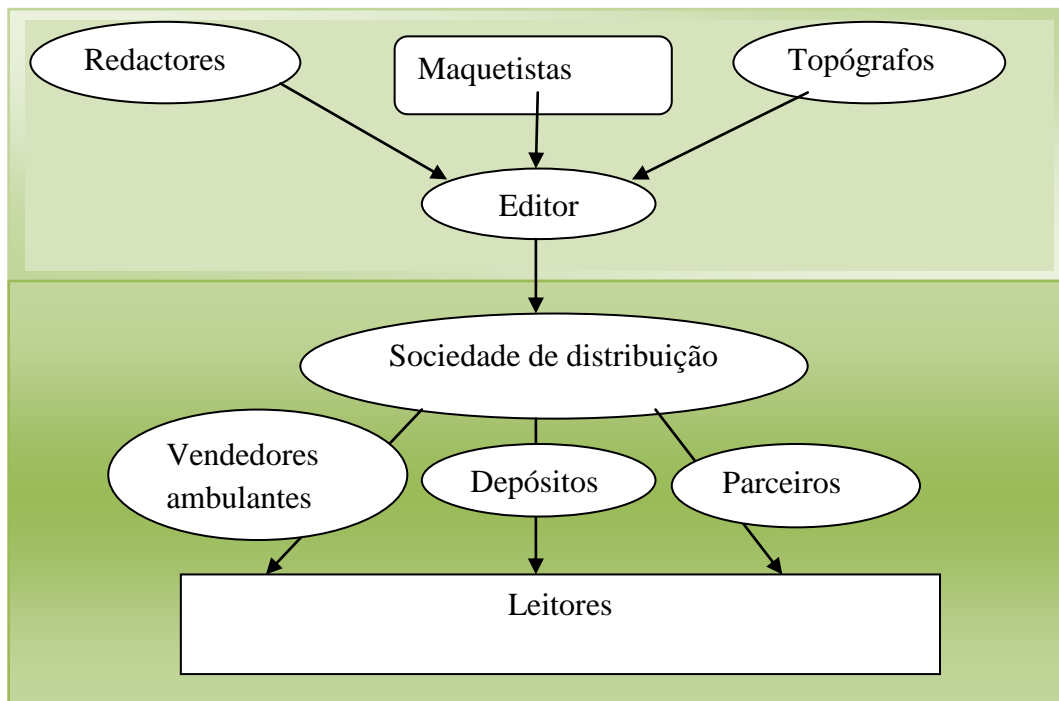 Redactores
Maquetistas
Topógrafos
Editor
Sociedade de distribuição
Vendedores
ambulantes
Depósitos
Parceiros
Leitores